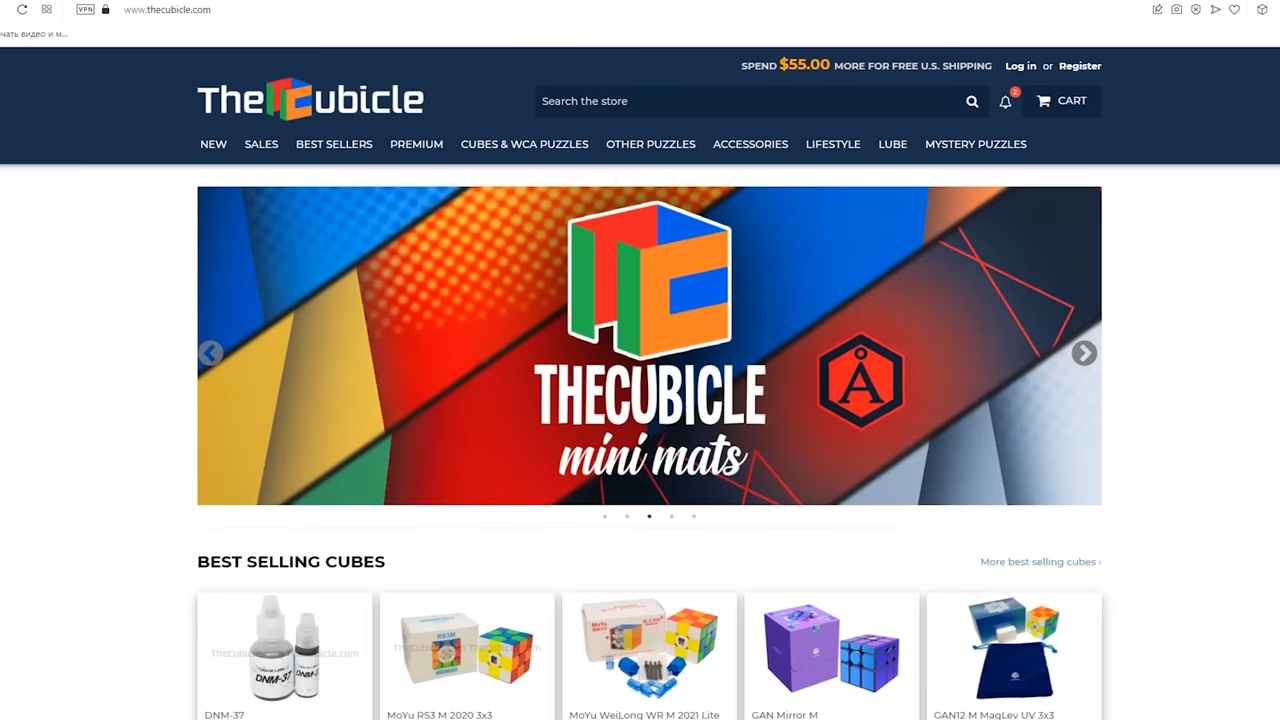 VPN www.thecubicle.com
чать видео и м...
SPEND $55.00 MORE FOR FREE U.S. SHIPPING Log in or Register
TheCubicle
Search the store
2
CART
NEW SALES BEST SELLERS PREMIUM CUBES & WCA PUZZLES OTHER PUZZLES ACCESSORIES LIFESTYLE LUBE MYSTERY PUZZLES
TC
Å
THECUBICLE
mini mats
BEST SELLING CUBES
More best selling cubes ›
DNM-37
RS3M
MoYu
DNM-37
MoYu RS3 M 2020 3x3
MoYu WeiLong WR M 2021 Lite
GAN Mirror M
GAN12 M MagLev UV 3x3